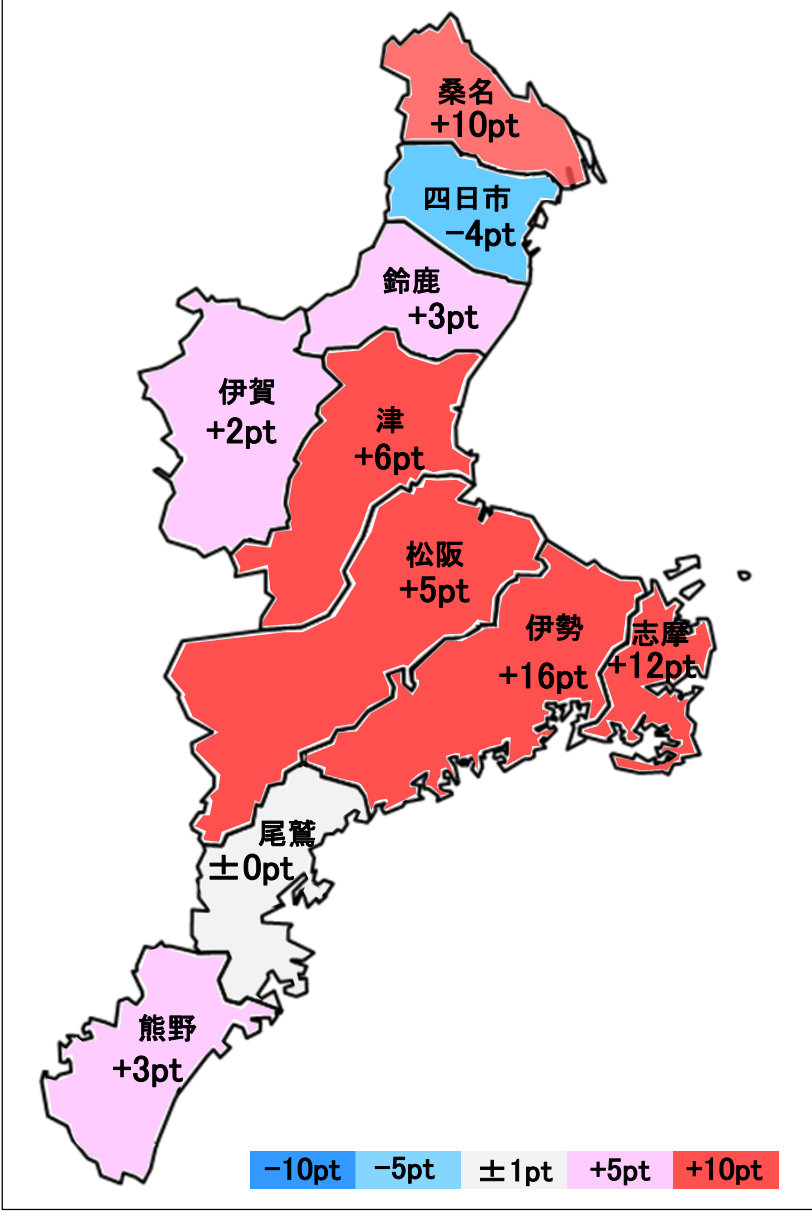 桑名
+10pt
四日市
-4pt
鈴鹿
+3pt
伊賀
+2pt
津
+6pt
松阪
+5pt
伊勢
+16pt
志摩
+12pt
尾鷲
±0pt
熊野
+3pt
-10pt -5pt ±1pt +5pt +10pt